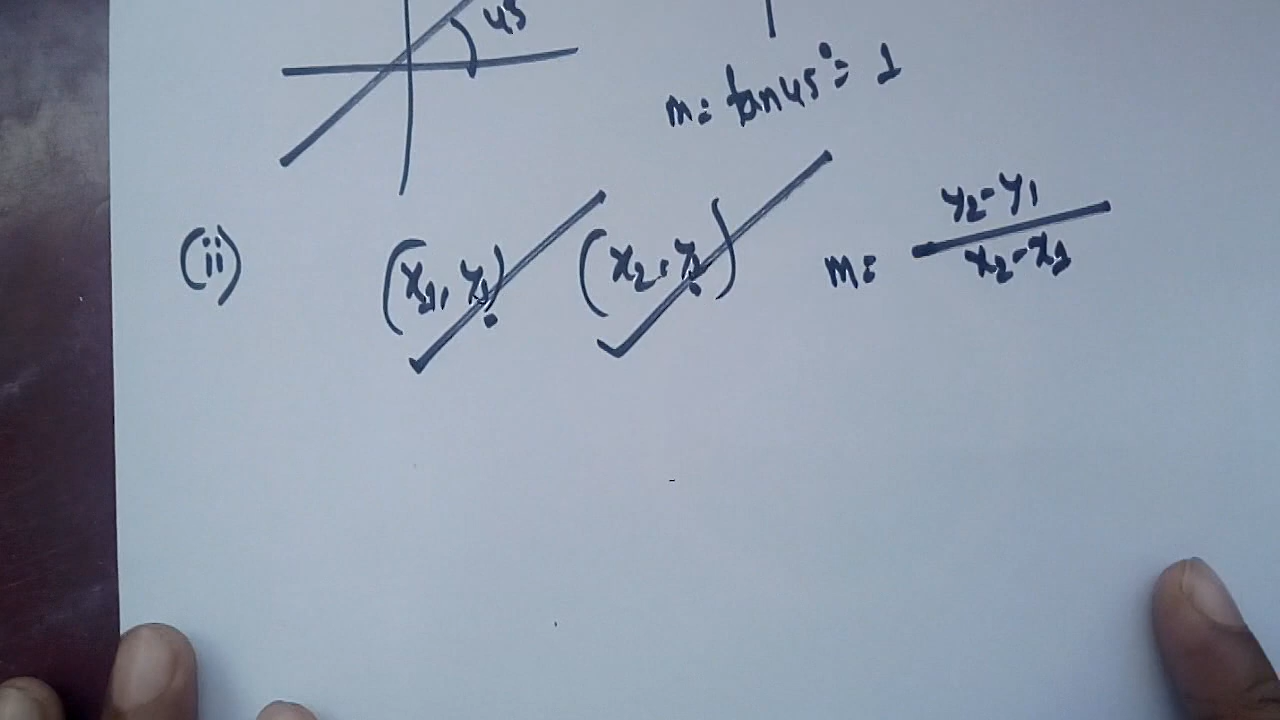 45
m = tan45° = 1
(ii) (x1, y1) (x2, y2) m = y2-y1
x2-x1